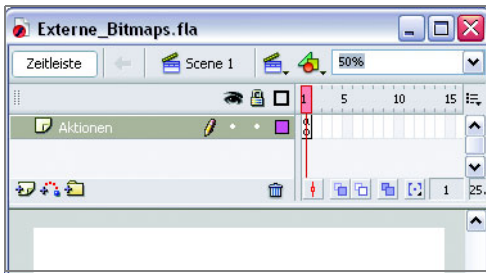 Externe_Bitmaps.fla
Zeitleiste Scene 1 50%
1 5 10 15
Aktionen
1 25.